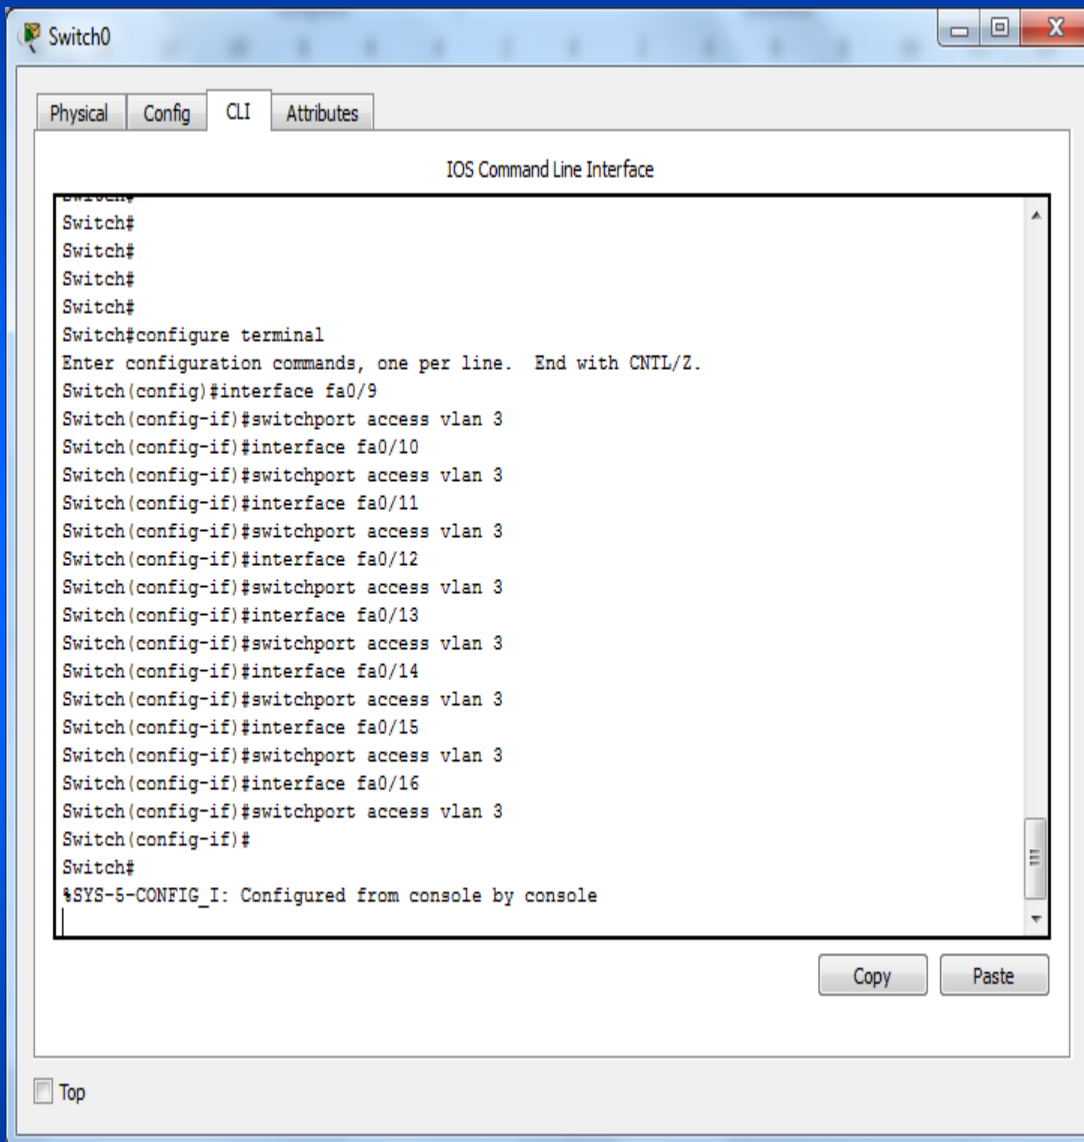 Switch0
Physical Config CLI Attributes
IOS Command Line Interface
Switch#
Switch#
Switch#
Switch#
Switch#configure terminal
Enter configuration commands, one per line.  End with CNTL/Z.
Switch(config)#interface fa0/9
Switch(config-if)#switchport access vlan 3
Switch(config-if)#interface fa0/10
Switch(config-if)#switchport access vlan 3
Switch(config-if)#interface fa0/11
Switch(config-if)#switchport access vlan 3
Switch(config-if)#interface fa0/12
Switch(config-if)#switchport access vlan 3
Switch(config-if)#interface fa0/13
Switch(config-if)#switchport access vlan 3
Switch(config-if)#interface fa0/14
Switch(config-if)#switchport access vlan 3
Switch(config-if)#interface fa0/15
Switch(config-if)#switchport access vlan 3
Switch(config-if)#interface fa0/16
Switch(config-if)#switchport access vlan 3
Switch(config-if)#
Switch#
%SYS-5-CONFIG_I: Configured from console by console
Copy Paste
Top